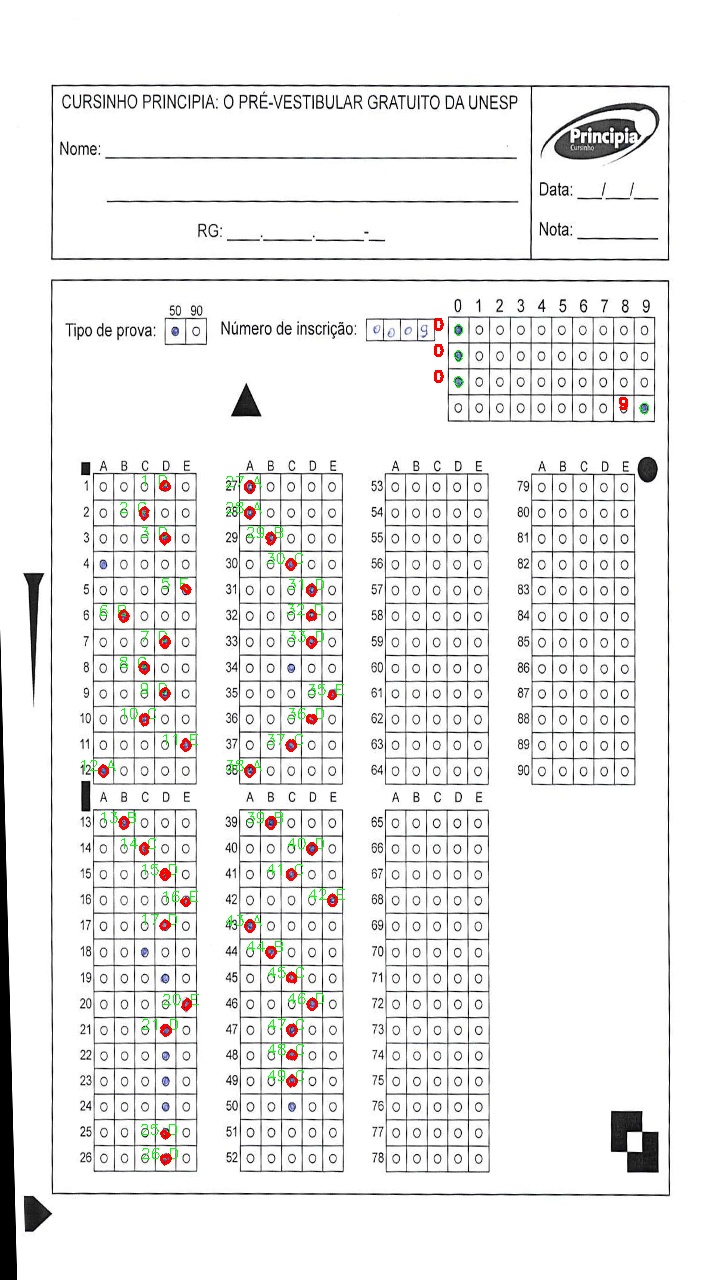 CURSINHO PRINCIPIA: O PRÉ-VESTIBULAR GRATUITO DA UNESP
Principia
Cursinho
Nome:
Data: __/__/__
RG: ____.______.______-__
Nota:
50 90
Tipo de prova:
Número de inscrição: 0 0 0 9
0 1 2 3 4 5 6 7 8 9
0
0
0
9
A B C D E A B C D E A B C D E A B C D E
1 1 D 27 27 A 53 79
2 2 C 28 28 A 54 80
3 3 D 29 29 B 55 81
4 30 30 C 56 82
5 5 E 31 31 D 57 83
6 6 B 32 32 D 58 84
7 7 D 33 33 D 59 85
8 8 C 34 60 86
9 9 D 35 35 E 61 87
10 10 C 36 36 D 62 88
11 11 E 37 37 C 63 89
12 12 A 38 38 A 64 90
A B C D E A B C D E A B C D E
13 13 B 39 39 B 65
14 14 C 40 40 D 66
15 15 D 41 41 C 67
16 16 E 42 42 E 68
17 17 D 43 43 A 69
18 44 44 B 70
19 45 45 C 71
20 20 E 46 46 D 72
21 21 D 47 47 C 73
22 48 48 C 74
23 49 49 C 75
24 50 76
25 25 D 51 77
26 26 D 52 78